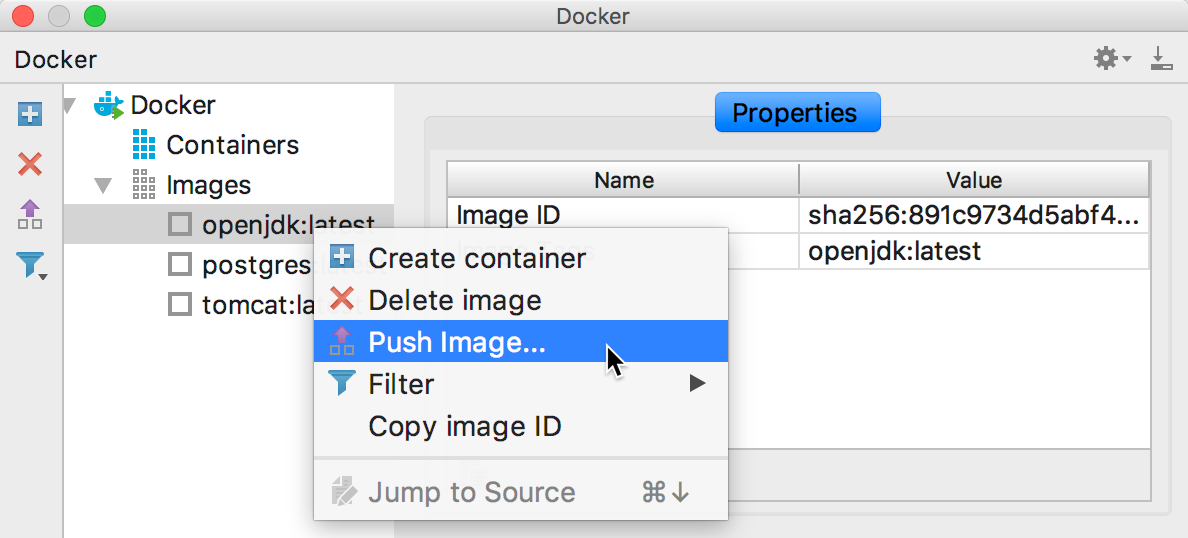 Docker
Docker
Docker
Containers
Images
openjdk:latest
postgres:latest
tomcat:la
Properties
Name Value
Image ID sha256:891c9734d5abf4...
openjdk:latest
Create container
Delete image
Push Image...
Filter
Copy image ID
Jump to Source ⌘↓